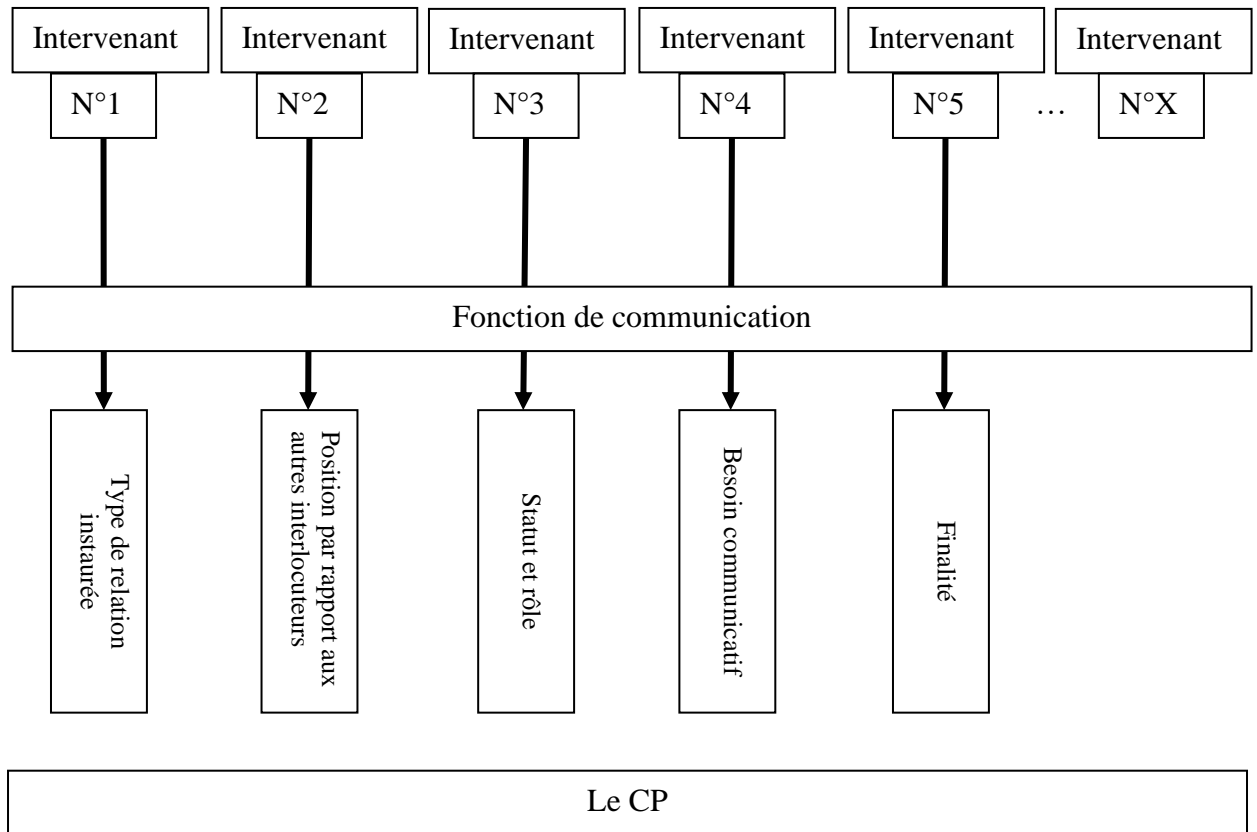 Intervenant Intervenant Intervenant Intervenant Intervenant Intervenant
N°1 N°2 N°3 N°4 N°5 … N°X
Fonction de communication
Type de relation
instaurée
Position par rapport aux
autres interlocuteurs
Statut et rôle
Besoin communicatif
Finalité
Le CP